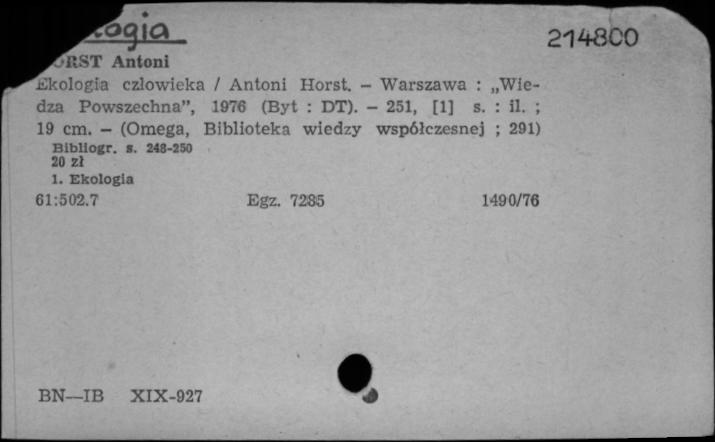 214800
HORST Antoni
Ekologia człowieka / Antoni Horst. — Warszawa : „Wie-
dza Powszechna”, 1976 (Byt : DT). — 251, [1] s. : il. ;
19 cm. — (Omega, Biblioteka wiedzy współczesnej ; 291)
Bibliogr. s. 248-250
20 zł
1. Ekologia
61:502.7 Egz. 7285 1490/76
BN—IB XIX-927